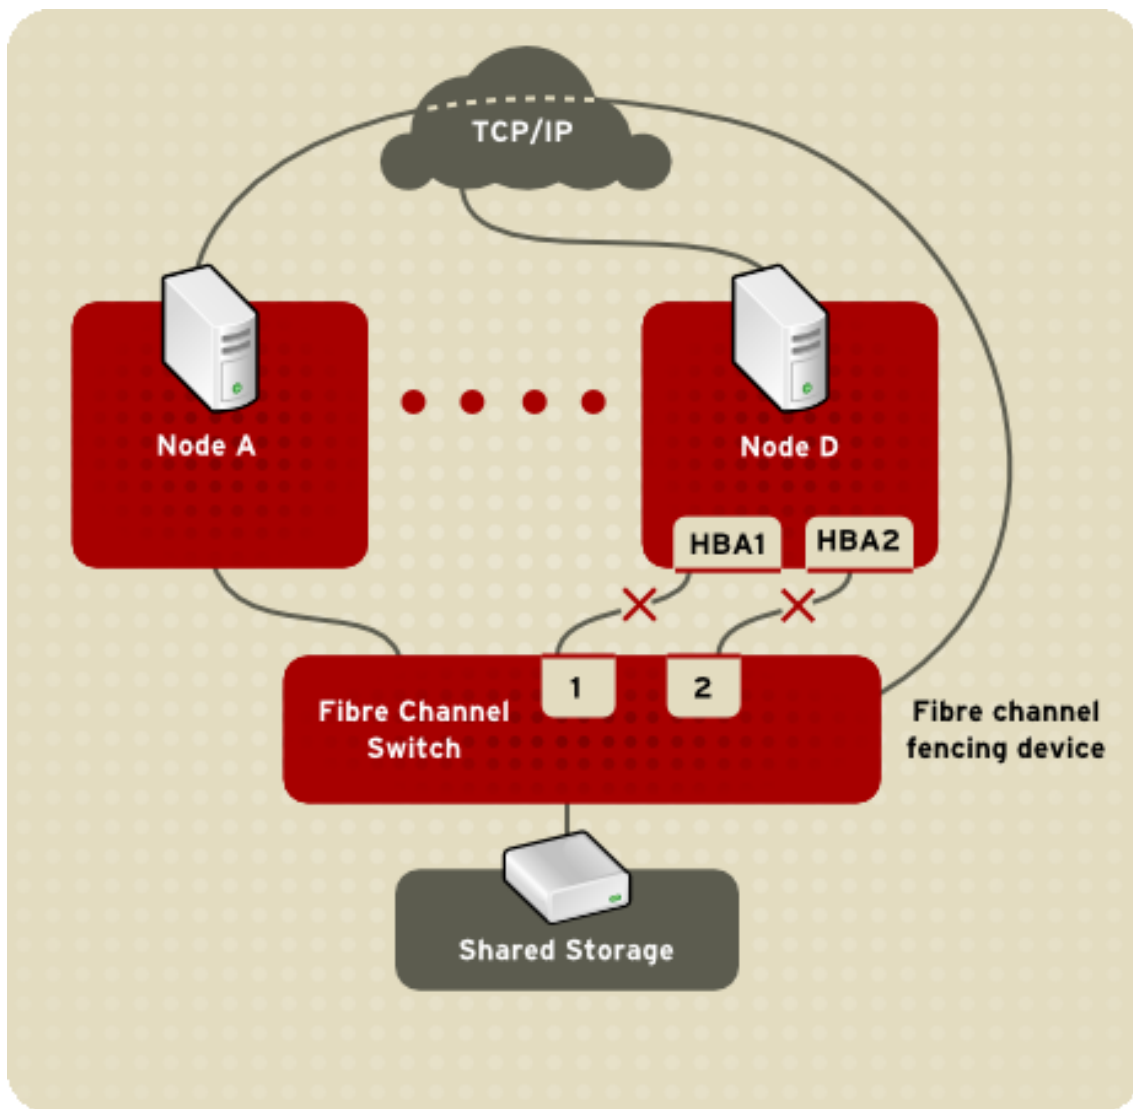 TCP/IP
Node A
Node D
HBA1
HBA2
1
2
Fibre Channel
Switch
Fibre channel
fencing device
Shared Storage